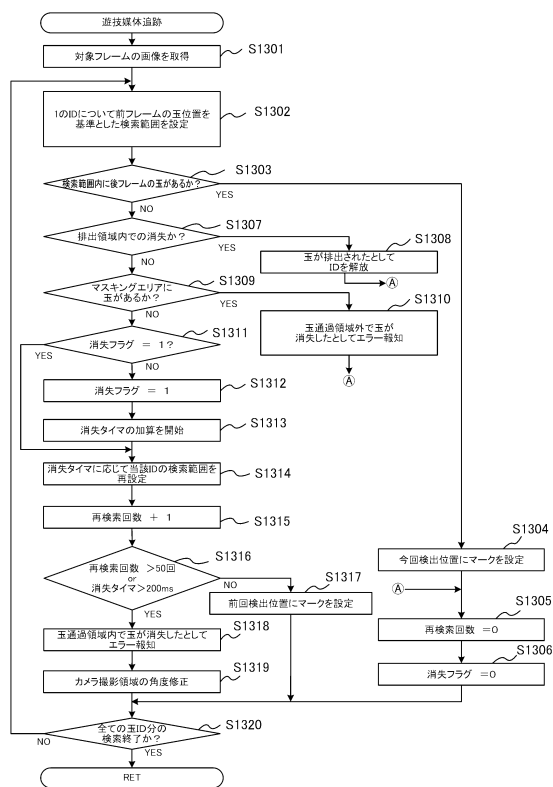 遊技媒体追跡
対象フレームの画像を取得
S1301
1のIDについて前フレームの玉位置を
基準とした検索範囲を設定
S1302
検索範囲内に後フレームの玉があるか?
S1303
YES
NO
排出領域内での消失か?
S1307
YES
NO
玉が排出されたとして
IDを解放
S1308
Ⓐ
マスキングエリアに
玉があるか?
S1309
YES
NO
玉通過領域外で玉が
消失したとしてエラー報知
S1310
Ⓐ
消失フラグ = 1?
S1311
YES
NO
消失フラグ = 1
S1312
消失タイマの加算を開始
S1313
消失タイマに応じて当該IDの検索範囲を
再設定
S1314
再検索回数 + 1
S1315
再検索回数 >50回
or
消失タイマ>200ms
S1316
NO
YES
前回検出位置にマークを設定
S1317
今回検出位置にマークを設定
S1304
Ⓐ
再検索回数 =0
S1305
消失フラグ =0
S1306
玉通過領域内で玉が消失したとして
エラー報知
S1318
カメラ撮影領域の角度修正
S1319
全ての玉ID分の
検索終了か?
S1320
NO
YES
RET